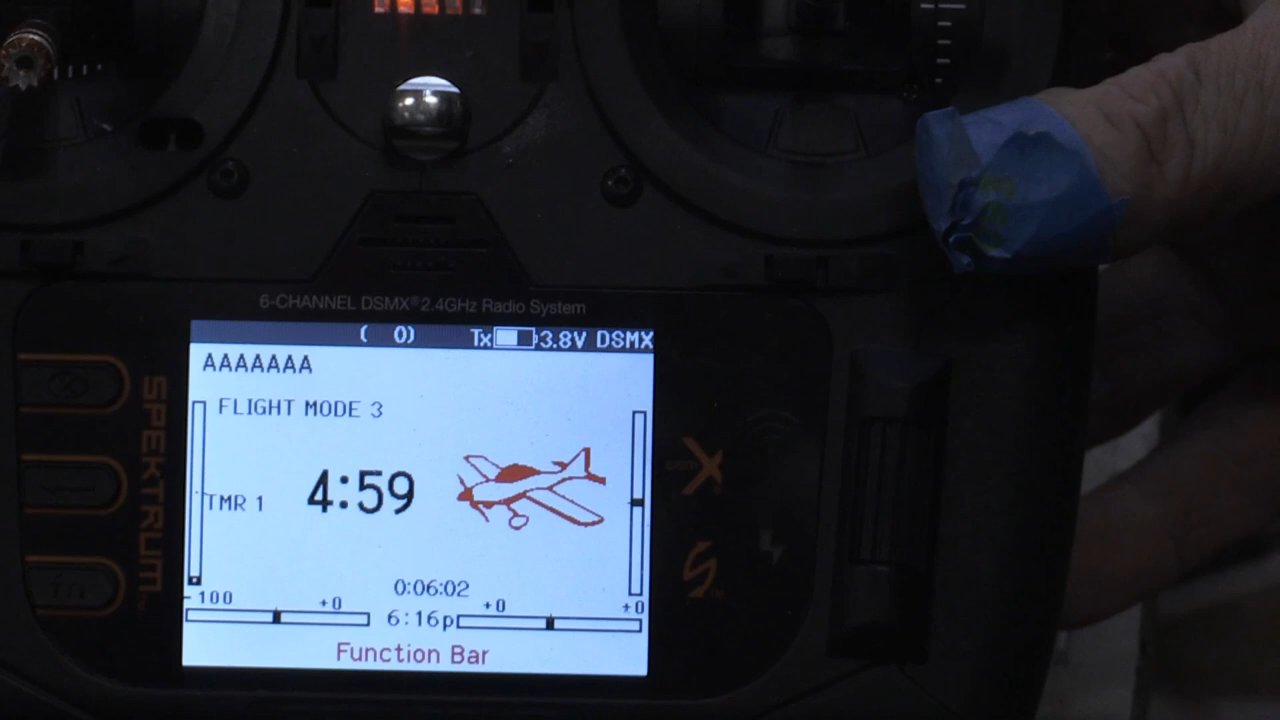 6-CHANNEL DSMX® 2.4GHz Radio System
( 0) Tx 3.8V DSMX
AAAAAAA
FLIGHT MODE 3
TMR 1 4:59
0:06:02
-100 +0 +0 ±0
6:16p
Function Bar
SPEKTRUM
fn